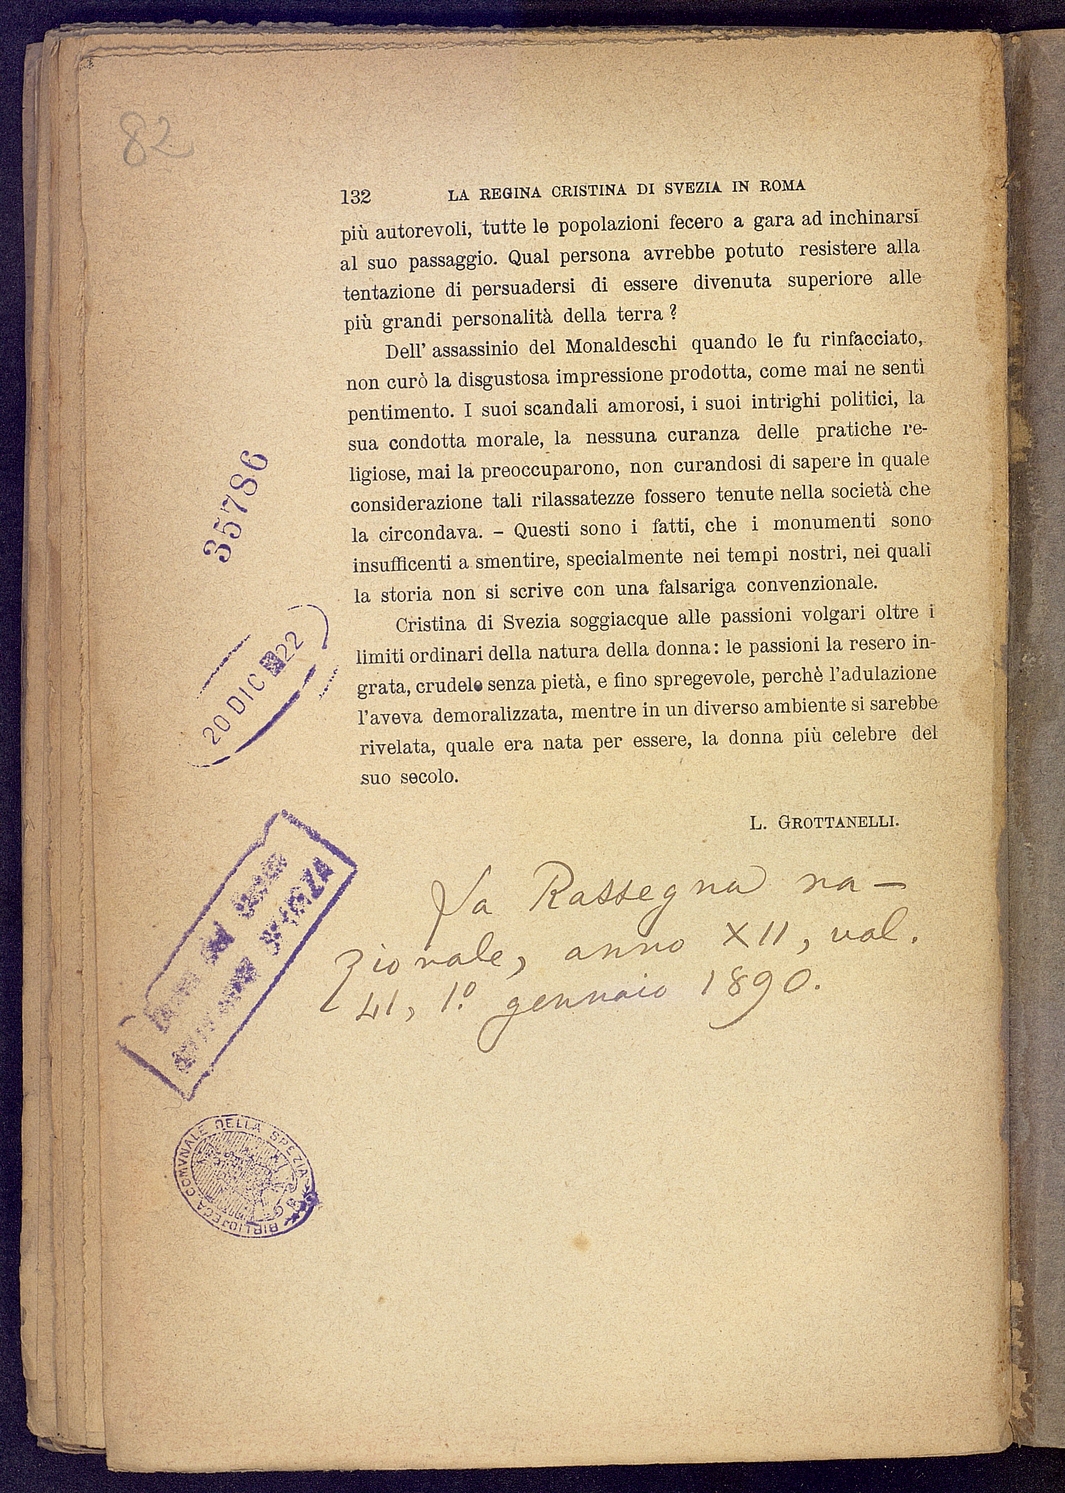 82
132 LA REGINA CRISTINA DI SVEZIA IN ROMA
più autorevoli, tutte le popolazioni fecero a gara ad inchinarsi
al suo passaggio. Qual persona avrebbe potuto resistere alla
tentazione di persuadersi di essere divenuta superiore alle
più grandi personalità della terra ?
Dell' assassinio del Monaldeschi quando le fu rinfacciato,
non curò la disgustosa impressione prodotta, come mai ne sentì
pentimento. I suoi scandali amorosi, i suoi intrighi politici, la
sua condotta morale, la nessuna curanza delle pratiche re-
ligiose, mai la preoccuparono, non curandosi di sapere in quale
considerazione tali rilassatezze fossero tenute nella società che
la circondava. – Questi sono i fatti, che i monumenti sono
insufficenti a smentire, specialmente nei tempi nostri, nei quali
la storia non si scrive con una falsariga convenzionale.
Cristina di Svezia soggiacque alle passioni volgari oltre i
limiti ordinari della natura della donna: le passioni la resero in-
grata, crudele senza pietà, e fino spregevole, perchè l'adulazione
l'aveva demoralizzata, mentre in un diverso ambiente si sarebbe
rivelata, quale era nata per essere, la donna più celebre del
suo secolo.
L. GROTTANELLI.
La Rassegna na-
zionale, anno XII, vol.
41, 1.° gennaio 1890.
35786
20 DIC 22
BIBLIOTECA COMVNALE DELLA SPEZIA